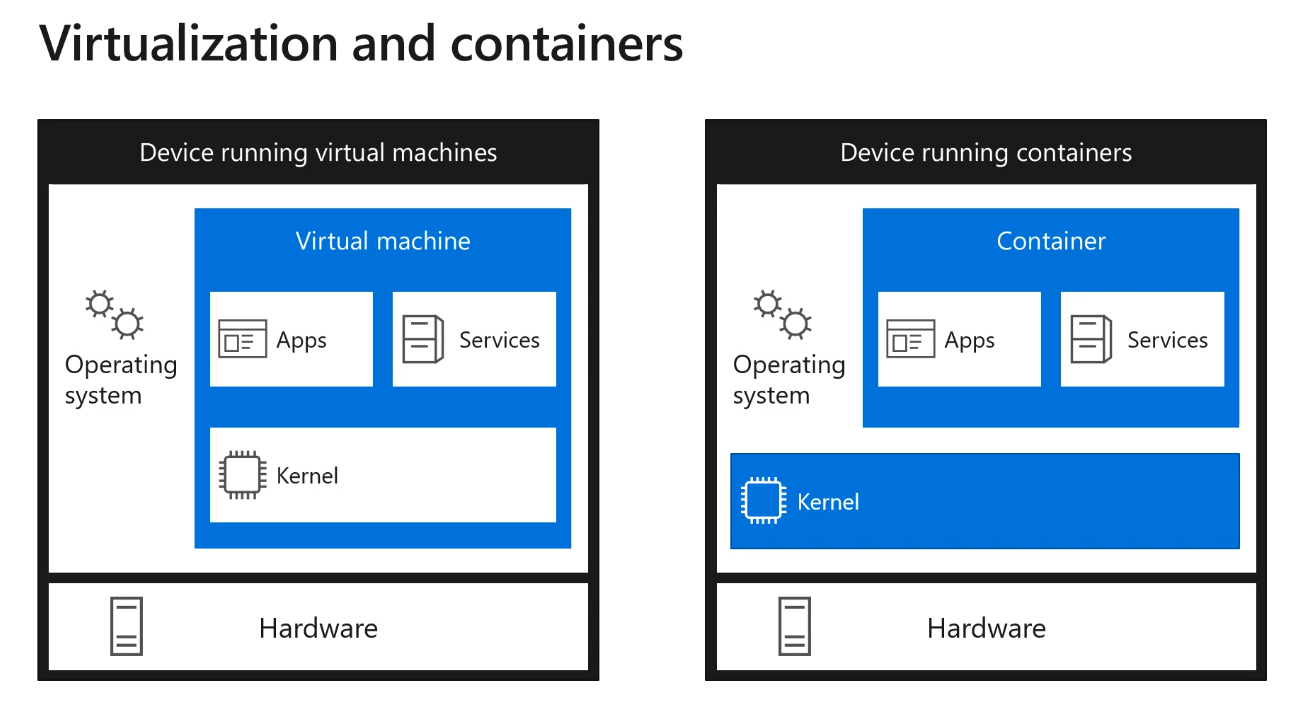 Virtualization and containers
Device running virtual machines
Virtual machine
Operating
system
Apps
Services
Kernel
Hardware
Device running containers
Container
Operating
system
Apps
Services
Kernel
Hardware